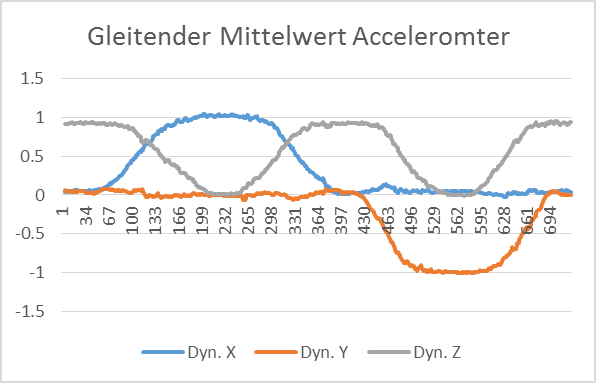 Gleitender Mittelwert Acceleromter
1.5
1
0.5
0
-0.5
-1
-1.5
1 34 67 100 133 166 199 232 265 298 331 364 397 430 463 496 529 562 595 628 661 694
Dyn. X Dyn. Y Dyn. Z